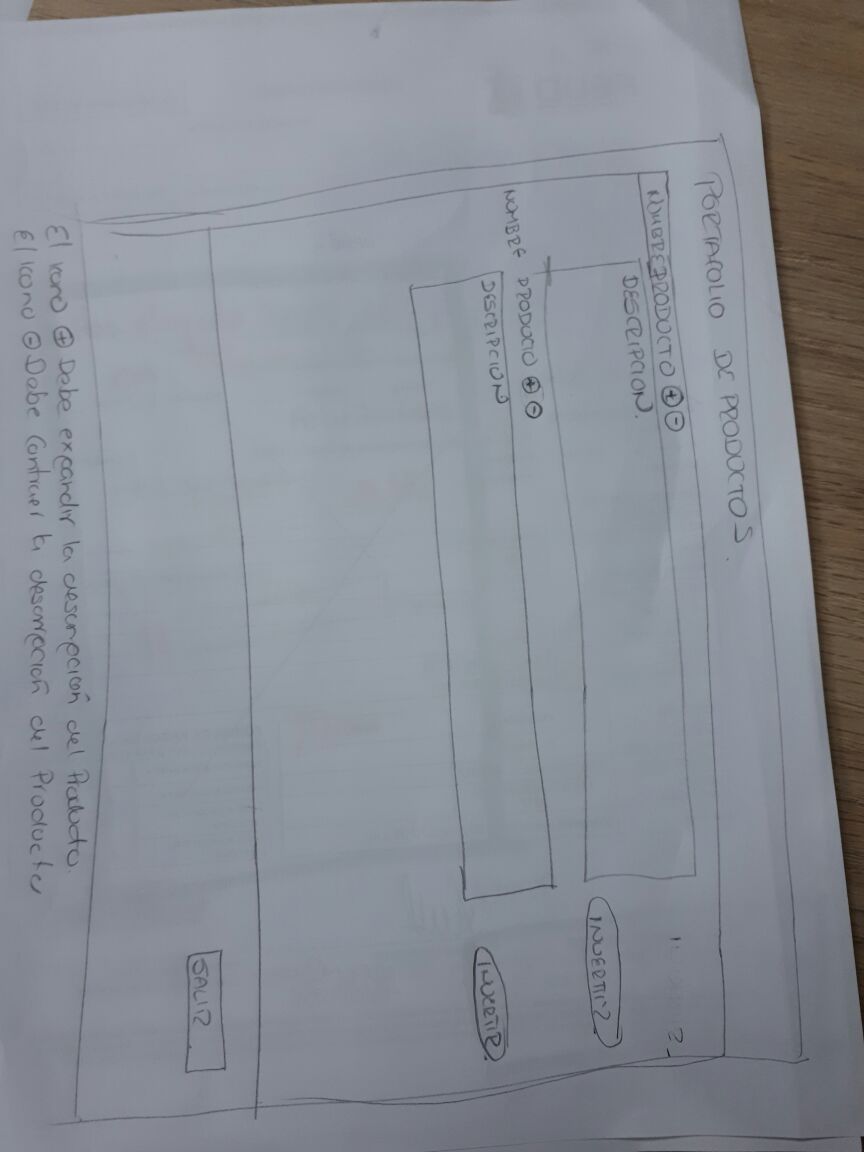 PORTAFOLIO DE PRODUCTOS.
NOMBRE PRODUCTO ⊕ ⊖
DESCRIPCION.
INVERTIR
NOMBRE PRODUCTO ⊕ ⊖
DESCRIPCION
INVERTIR
SALIR
El icono ⊕ Debe expandir la descripción del Producto.
El icono ⊖ Debe Contraer la descripción del Producto